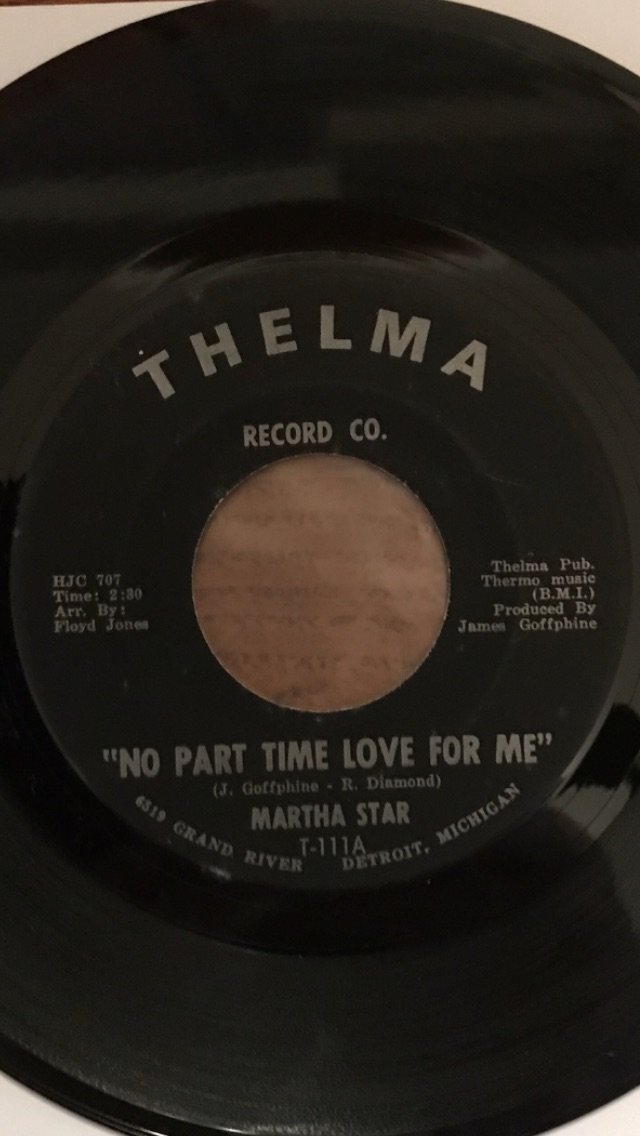 THELMA
RECORD CO.
HJC 707
Time: 2:30
Arr. By:
Floyd Jones
Thelma Pub.
Thermo music
(B.M.I.)
Produced By
James Goffphine
"NO PART TIME LOVE FOR ME"
(J. Goffphine - R. Diamond)
MARTHA STAR
T-111A
6519 GRAND RIVER DETROIT, MICHIGAN